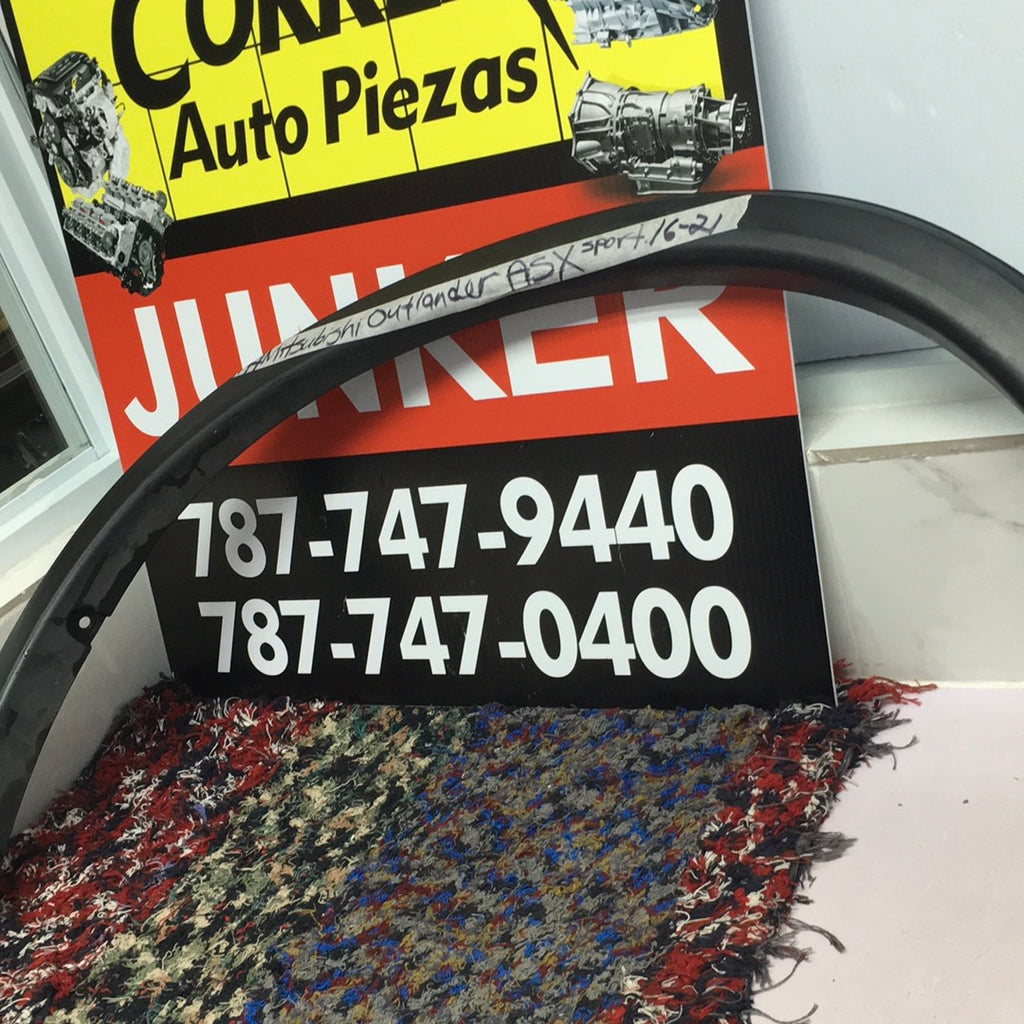 Auto Piezas
Mitsubishi Outlander ASX sport. 16-21
JUNKER
787-747-9440
787-747-0400